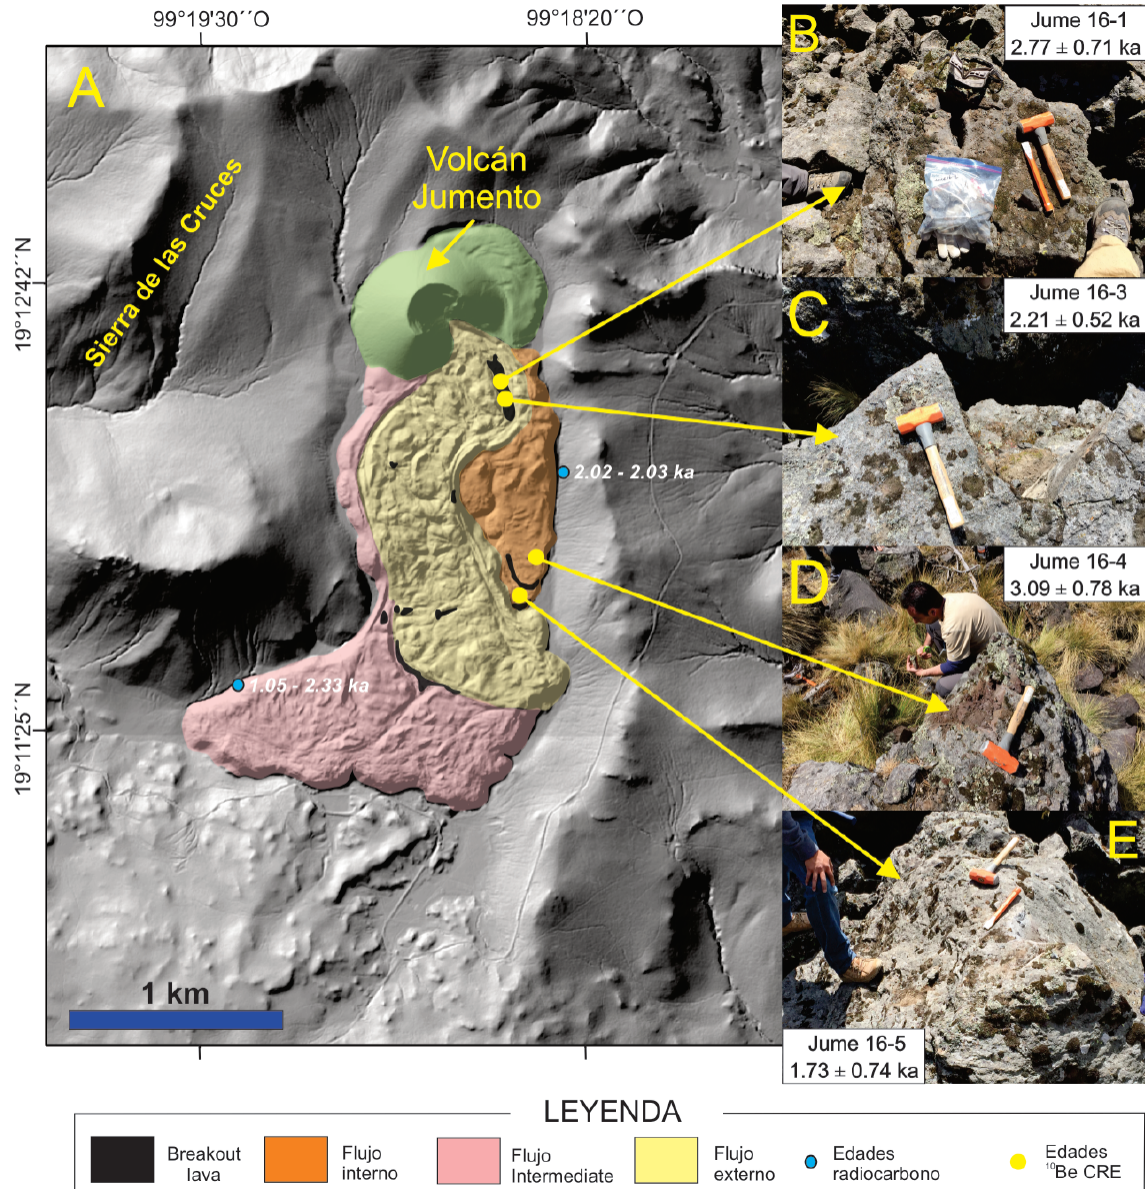 99°19'30´´O
99°18'20´´O
A
Volcán
Jumento
Sierra de las Cruces
19°12'42´´N
19°11'25´´N
2.02 - 2.03 ka
1.05 - 2.33 ka
1 km
B
Jume 16-1
2.77 ± 0.71 ka
C
Jume 16-3
2.21 ± 0.52 ka
D
Jume 16-4
3.09 ± 0.78 ka
E
Jume 16-5
1.73 ± 0.74 ka
LEYENDA
Breakout
lava
Flujo
interno
Flujo
Intermediate
Flujo
externo
Edades
radiocarbono
Edades
¹⁰Be CRE